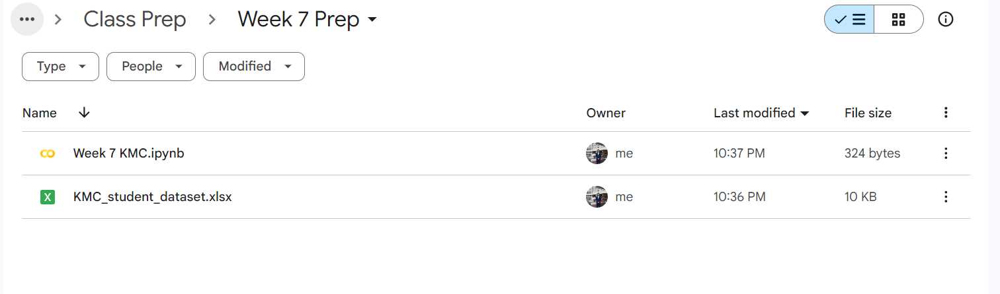 Class Prep > Week 7 Prep
Type People Modified
Name Owner Last modified File size
Week 7 KMC.ipynb me 10:37 PM 324 bytes
X KMC_student_dataset.xlsx me 10:36 PM 10 KB